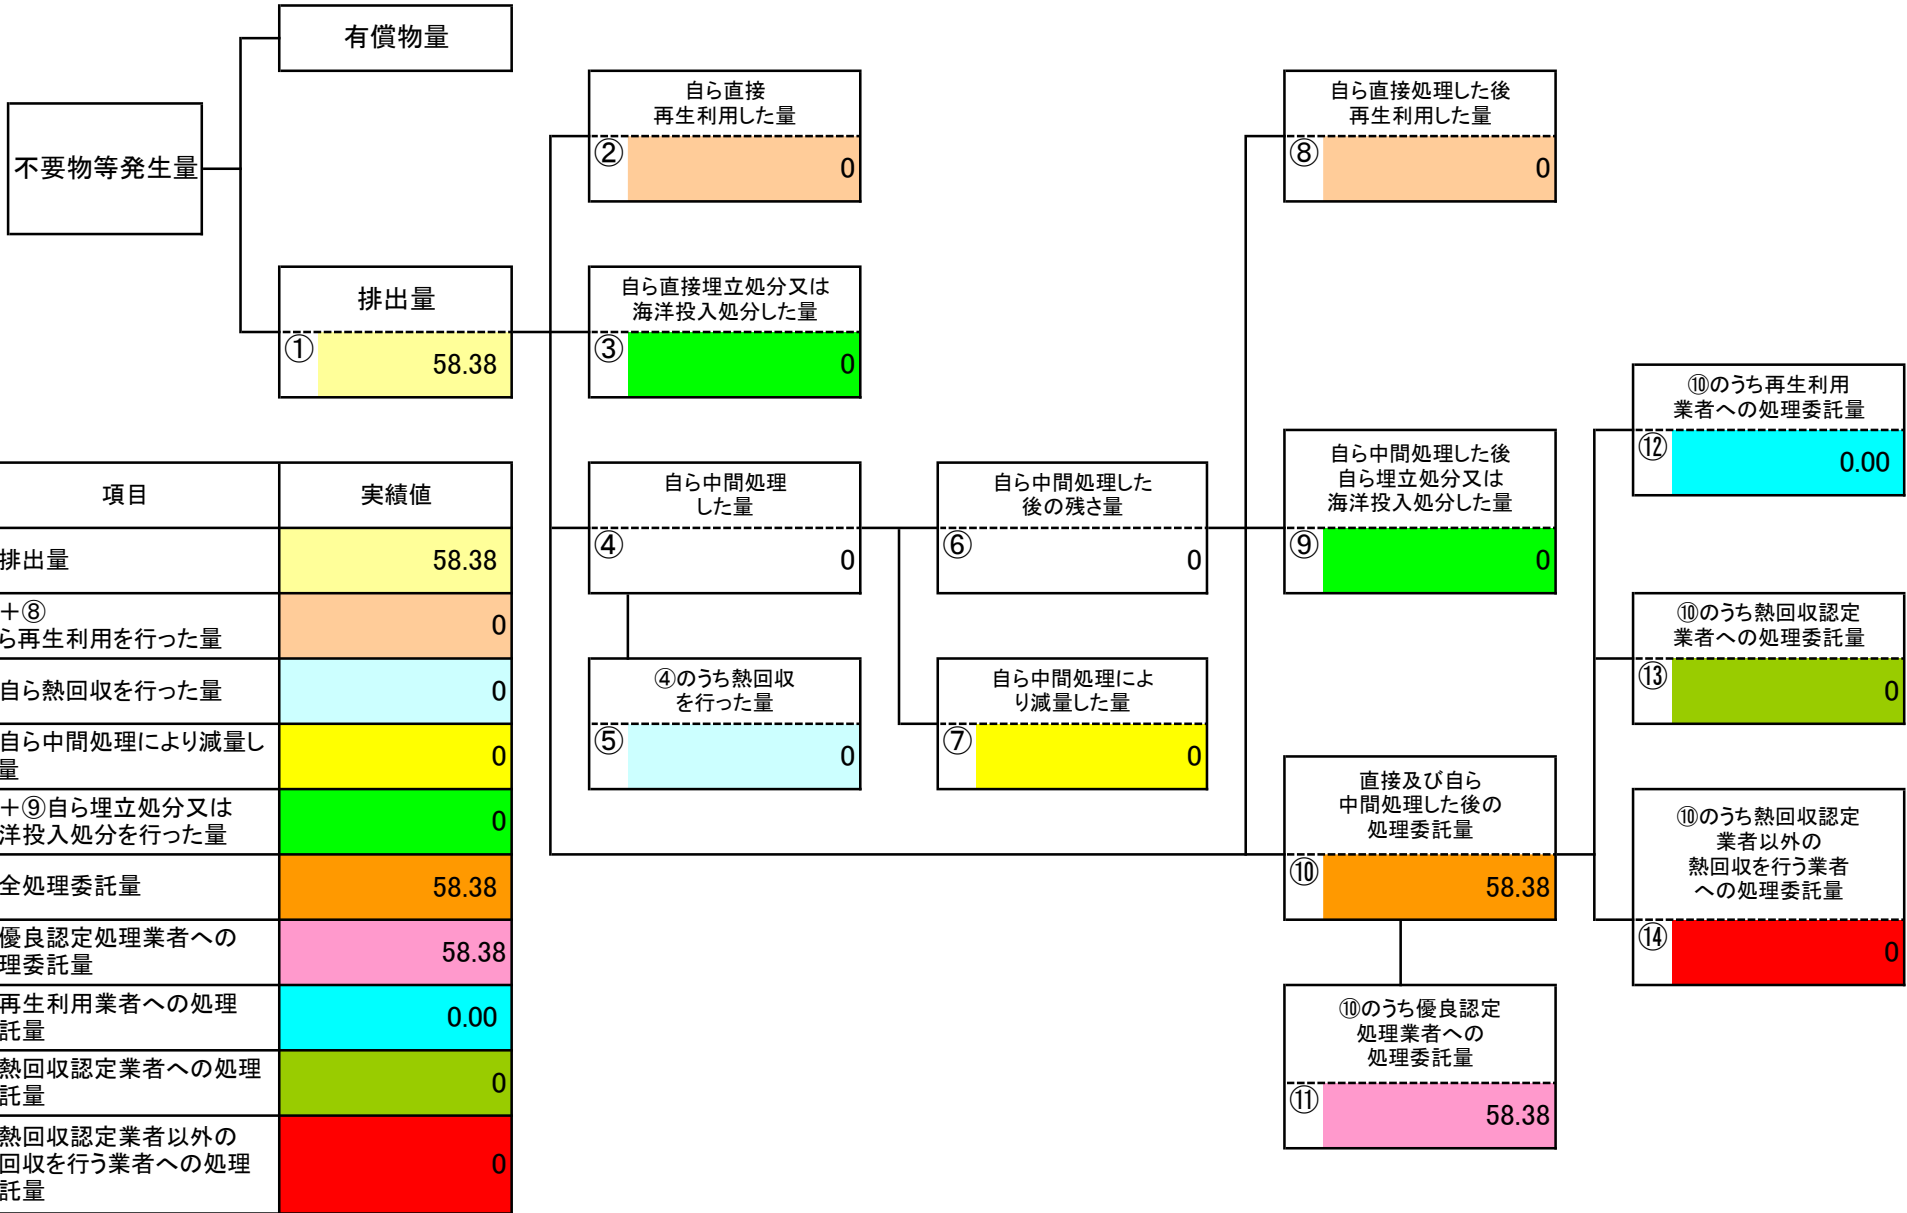 有償物量
不要物等発生量
排出量
①
58.38
自ら直接
再生利用した量
②
0
自ら直接埋立処分又は
海洋投入処分した量
③
0
自ら中間処理
した量
④
0
④のうち熱回収
を行った量
⑤
0
自ら中間処理した
後の残さ量
⑥
0
自ら中間処理によ
り減量した量
⑦
0
自ら直接処理した後
再生利用した量
⑧
0
自ら中間処理した後
自ら埋立処分又は
海洋投入処分した量
⑨
0
直接及び自ら
中間処理した後の
処理委託量
⑩
58.38
⑩のうち優良認定
処理業者への
処理委託量
⑪
58.38
⑩のうち再生利用
業者への処理委託量
⑫
0.00
⑩のうち熱回収認定
業者への処理委託量
⑬
0
⑩のうち熱回収認定
業者以外の
熱回収を行う業者
への処理委託量
⑭
0
項目
実績値
排出量
58.38
+⑧
ら再生利用を行った量
0
自ら熱回収を行った量
0
自ら中間処理により減量し
量
0
+⑨自ら埋立処分又は
洋投入処分を行った量
0
全処理委託量
58.38
優良認定処理業者への
理委託量
58.38
再生利用業者への処理
託量
0.00
熱回収認定業者への処理
託量
0
熱回収認定業者以外の
回収を行う業者への処理
託量
0